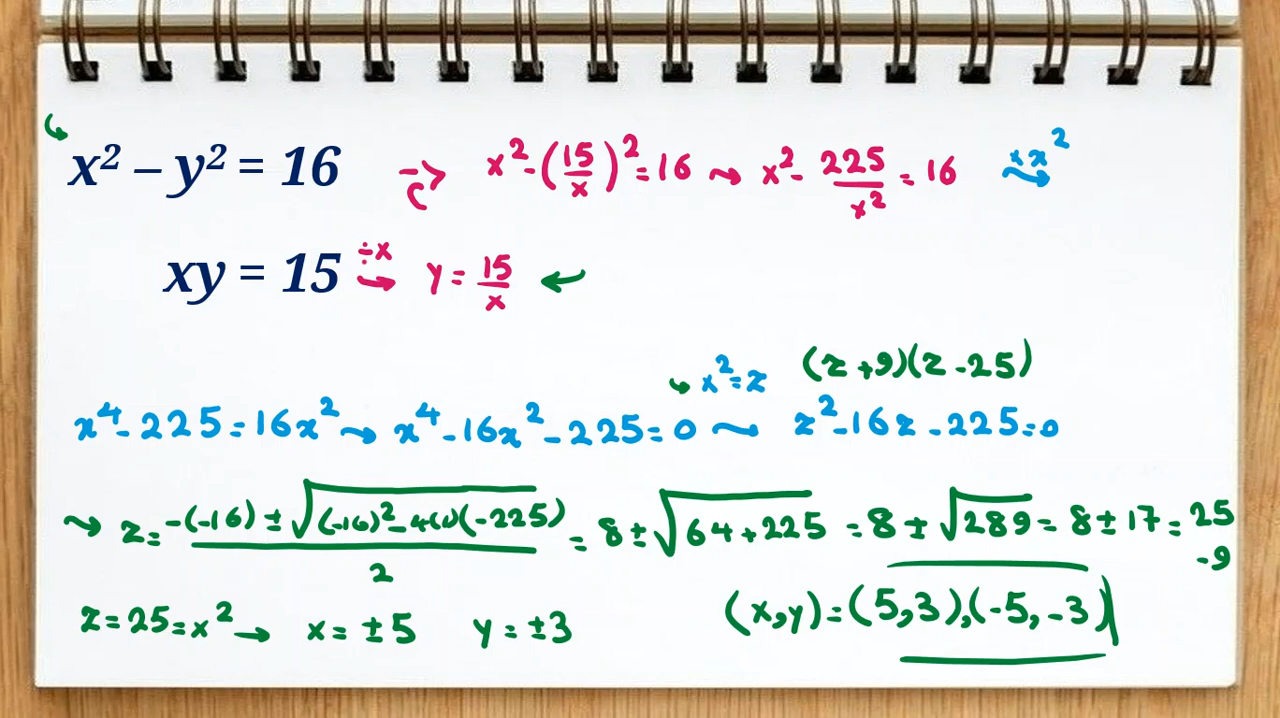 x² – y² = 16 → x² - (15/x)² = 16 → x² - 225/x² = 16 ×x² →
xy = 15 ÷x → y = 15/x ←
x² = z (z + 9)(z - 25)
x⁴ - 225 = 16x² → x⁴ - 16x² - 225 = 0 → z² - 16z - 225 = 0
→ z = (-(-16) ± √((-16)² - 4(1)(-225)))/2 = 8 ± √(64 + 225) = 8 ± √289 = 8 ± 17 = 25
-9
z = 25 = x² → x = ±5 y = ±3 (x,y) = (5,3),(-5,-3)